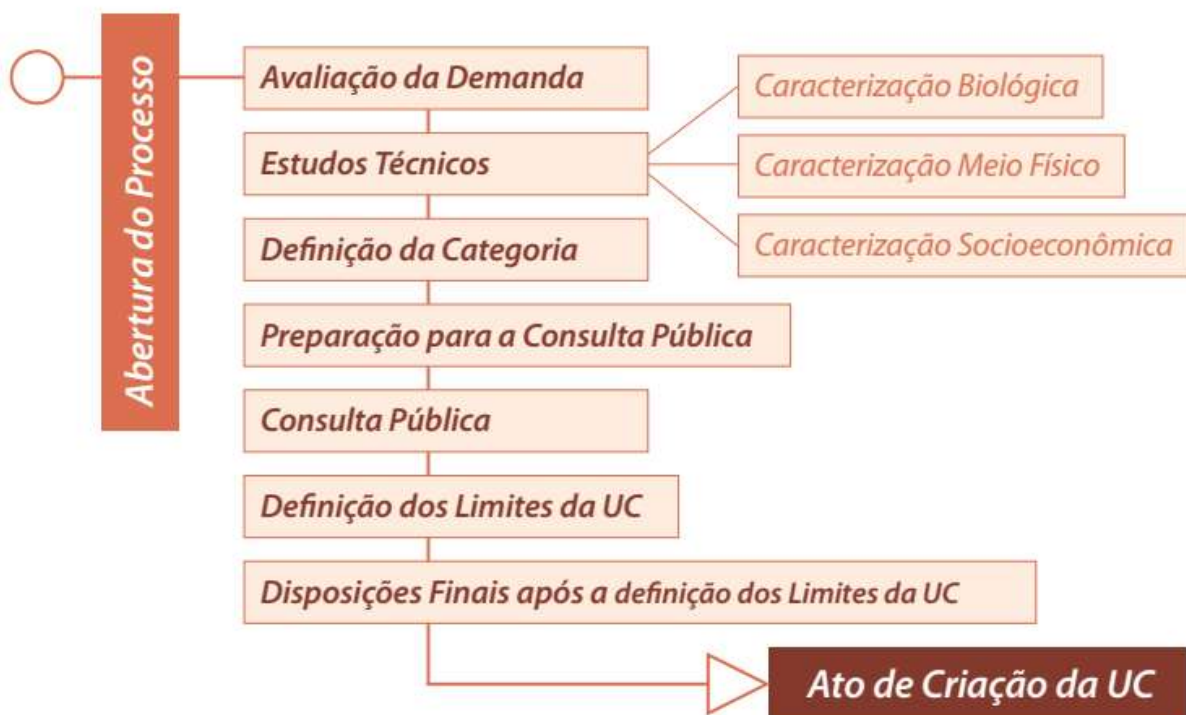 Abertura do Processo
Avaliação da Demanda
Estudos Técnicos
Caracterização Biológica
Caracterização Meio Físico
Caracterização Socioeconômica
Definição da Categoria
Preparação para a Consulta Pública
Consulta Pública
Definição dos Limites da UC
Disposições Finais após a definição dos Limites da UC
Ato de Criação da UC